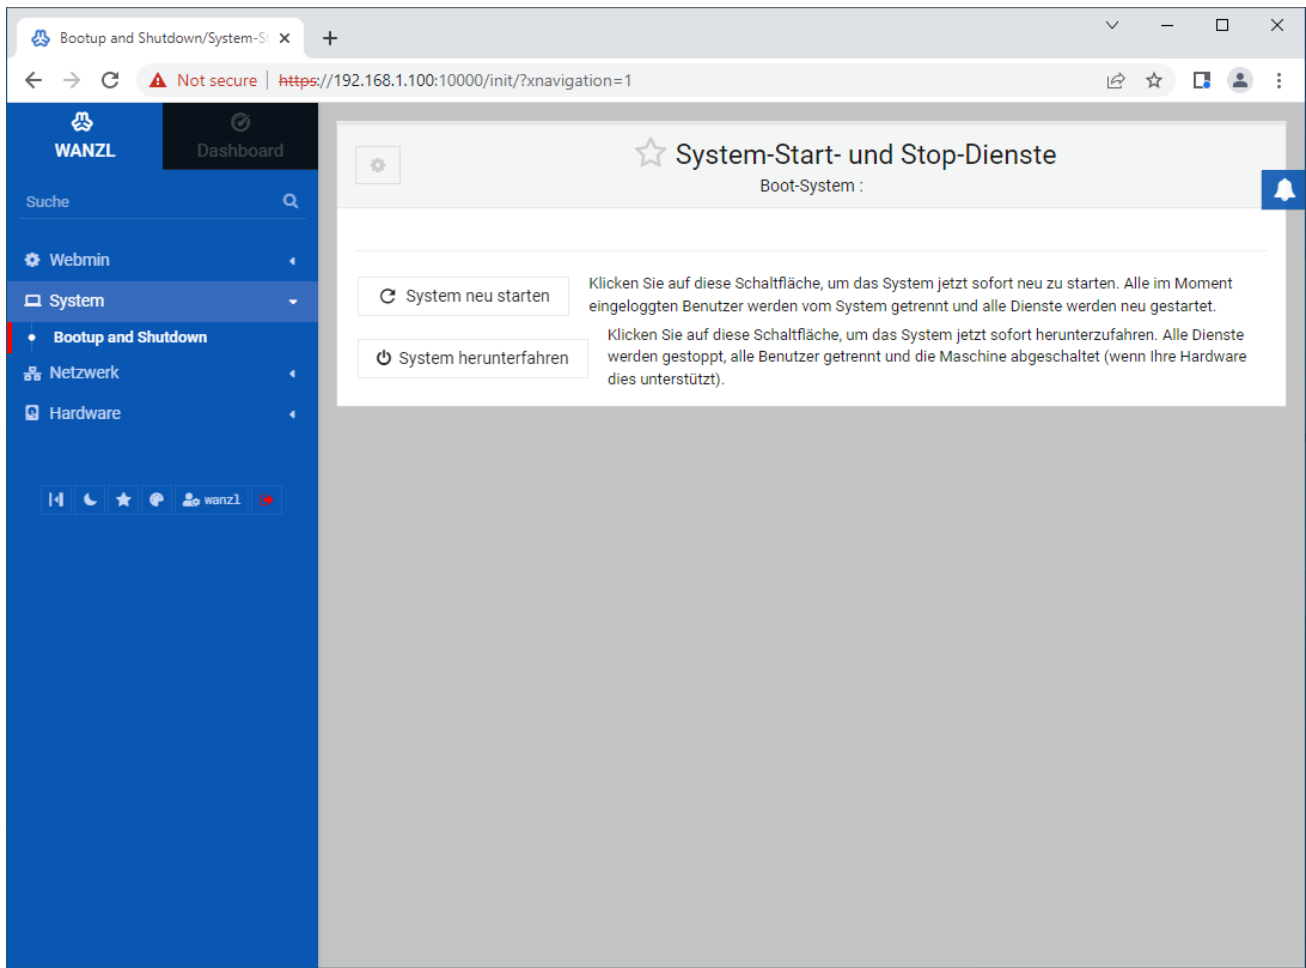 Bootup and Shutdown/System-St
Not secure https://192.168.1.100:10000/init/?xnavigation=1
WANZL
Dashboard
Suche
Webmin
System
Bootup and Shutdown
Netzwerk
Hardware
wanzl
System-Start- und Stop-Dienste
Boot-System :
System neu starten
Klicken Sie auf diese Schaltfläche, um das System jetzt sofort neu zu starten. Alle im Moment
eingeloggten Benutzer werden vom System getrennt und alle Dienste werden neu gestartet.
System herunterfahren
Klicken Sie auf diese Schaltfläche, um das System jetzt sofort herunterzufahren. Alle Dienste
werden gestoppt, alle Benutzer getrennt und die Maschine abgeschaltet (wenn Ihre Hardware
dies unterstützt).